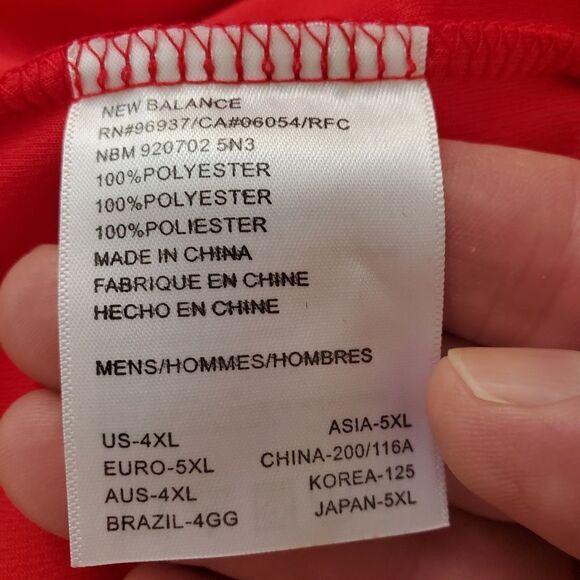 NEW BALANCE
RN#96937/CA#06054/RFC
NBM 920702 5N3
100%POLYESTER
100%POLYESTER
100%POLIESTER
MADE IN CHINA
FABRIQUE EN CHINE
HECHO EN CHINE
MENS/HOMMES/HOMBRES
US-4XL
EURO-5XL
AUS-4XL
BRAZIL-4GG
ASIA-5XL
CHINA-200/116A
KOREA-125
JAPAN-5XL